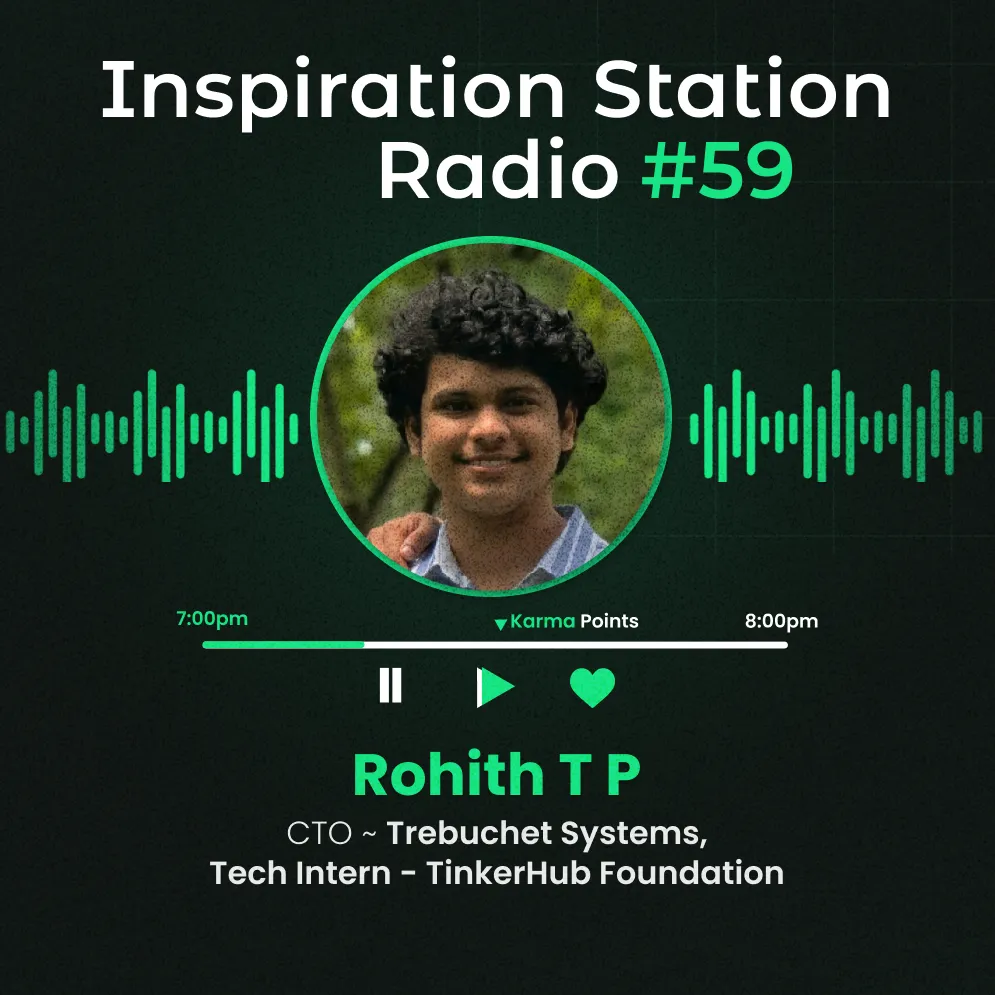 Inspiration Station
Radio #59
7:00pm
Karma Points
8:00pm
Rohith T P
CTO ~ Trebuchet Systems,
Tech Intern - TinkerHub Foundation